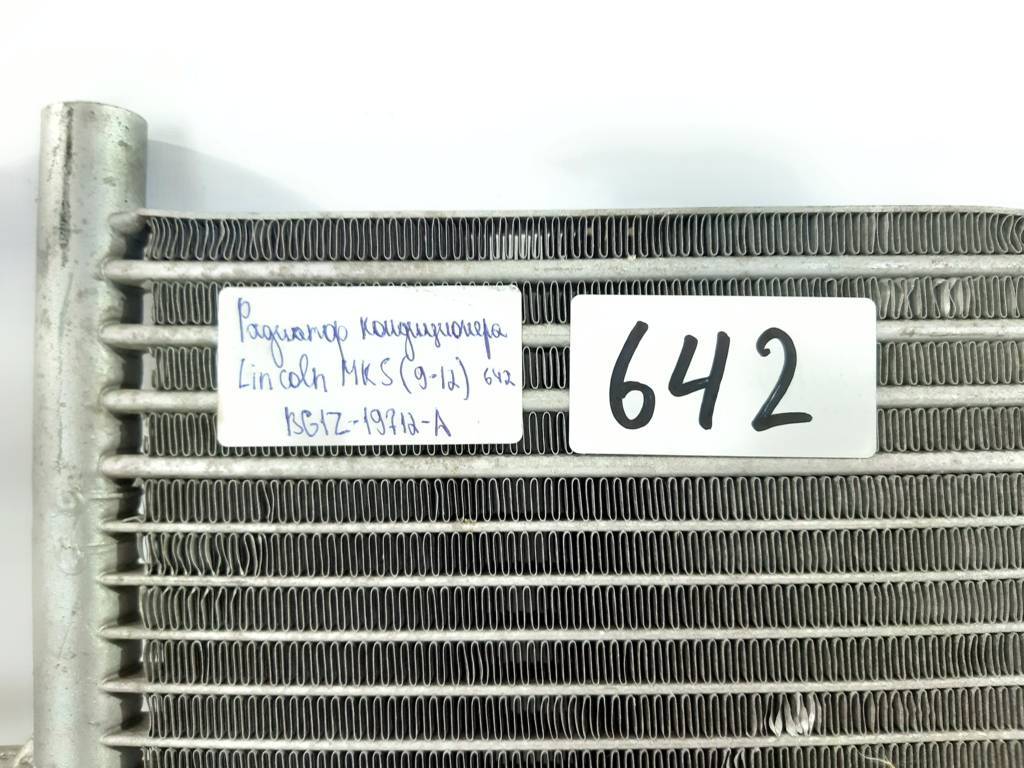 Радиатор кондиционера
Lincoln MKS (9-12) 642
BG1Z-19712-A
642